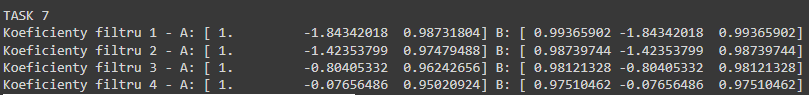 TASK 7
Koeficienty filtru 1 - A: [ 1. -1.84342018 0.98731804] B: [ 0.99365902 -1.84342018 0.99365902]
Koeficienty filtru 2 - A: [ 1. -1.42353799 0.97479488] B: [ 0.98739744 -1.42353799 0.98739744]
Koeficienty filtru 3 - A: [ 1. -0.80405332 0.96242656] B: [ 0.98121328 -0.80405332 0.98121328]
Koeficienty filtru 4 - A: [ 1. -0.07656486 0.95020924] B: [ 0.97510462 -0.07656486 0.97510462]